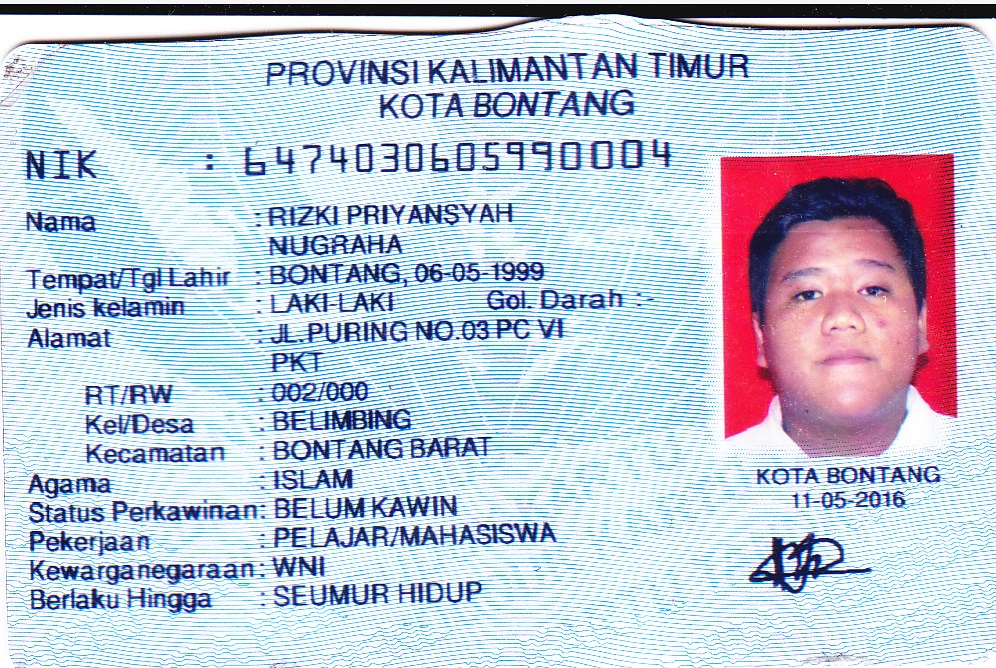 PROVINSI KALIMANTAN TIMUR
KOTA BONTANG
NIK : 6474030605990004
Nama : RIZKI PRIYANSYAH
NUGRAHA
Tempat/Tgl Lahir : BONTANG, 06-05-1999
Jenis kelamin : LAKI-LAKI Gol. Darah :-
Alamat : JL.PURING NO.03 PC VI
PKT
RT/RW : 002/000
Kel/Desa : BELIMBING
Kecamatan : BONTANG BARAT
Agama : ISLAM
Status Perkawinan: BELUM KAWIN
Pekerjaan : PELAJAR/MAHASISWA
Kewarganegaraan: WNI
Berlaku Hingga : SEUMUR HIDUP
KOTA BONTANG
11-05-2016